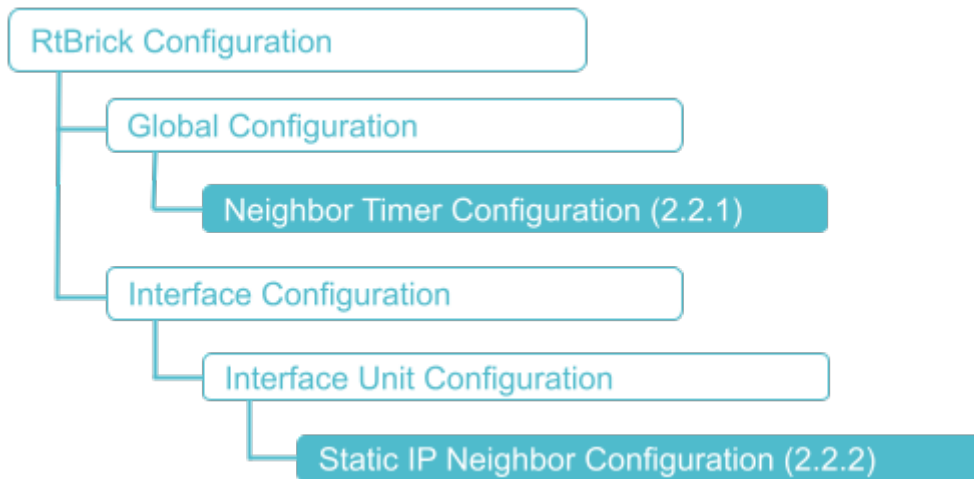 RtBrick Configuration
Global Configuration
Neighbor Timer Configuration (2.2.1)
Interface Configuration
Interface Unit Configuration
Static IP Neighbor Configuration (2.2.2)